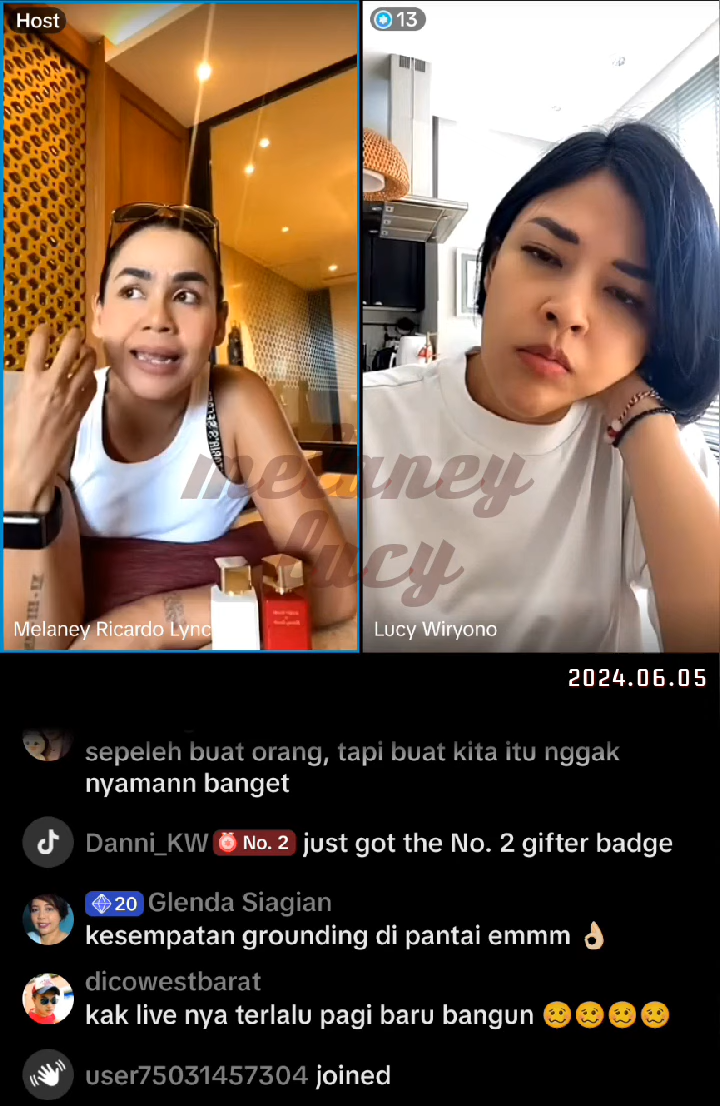 Host
13
melaney
lucy
Melaney Ricardo Lync
Lucy Wiryono
2024.06.05
sepeleh buat orang, tapi buat kita itu nggak
nyamann banget
Danni_KW No. 2 just got the No. 2 gifter badge
20 Glenda Siagian
kesempatan grounding di pantai emmm 👌🏼
dicowestbarat
kak live nya terlalu pagi baru bangun 🥴🥴🥴🥴
user75031457304 joined